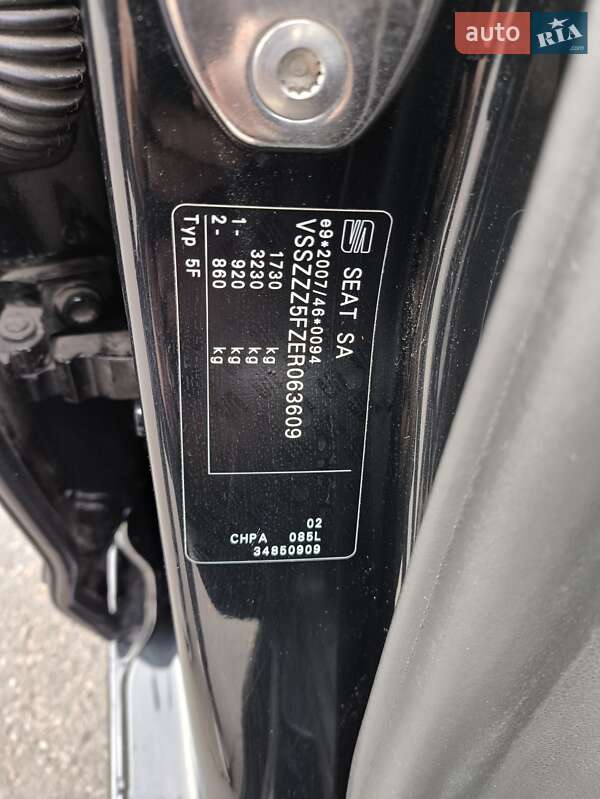 auto RIA .com
SEAT SA
e9*2007/46*0094
VSSZZZ5FZER063609
1730 kg
3230 kg
1- 920 kg
2- 860 kg
Typ 5F
02
CHPA 085L
34850909